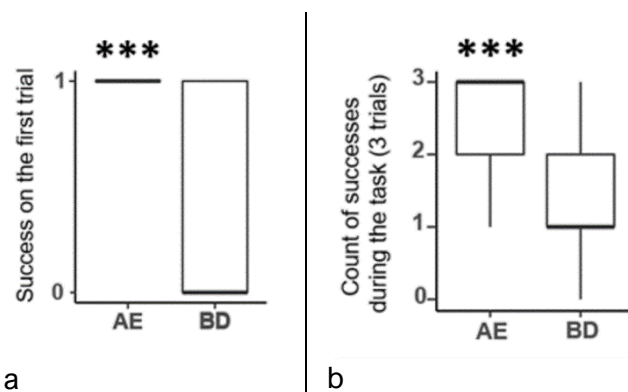 ***
Success on the first trial
1
0
AE BD
a
***
Count of successes
during the task (3 trials)
3
2
1
0
AE BD
b